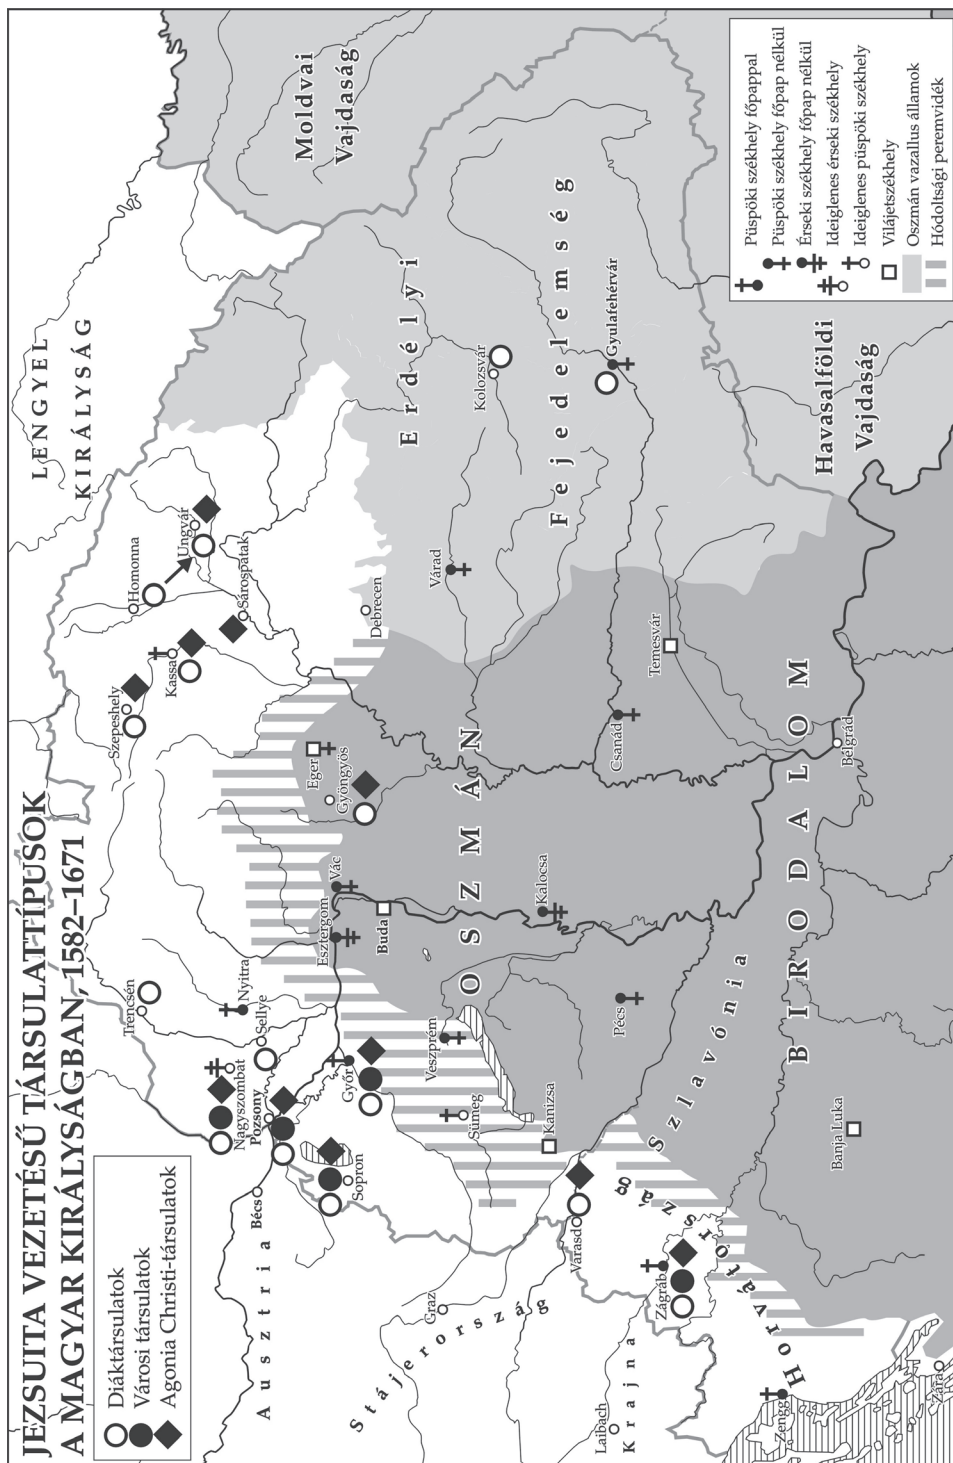 JEZSUITA VEZETÉSŰ TÁRSULATTÍPUSOK
A MAGYAR KIRÁLYSÁGBAN, 1582–1671
Diáktársulatok
Városi társulatok
Agonia Christi-társulatok
LENGYEL
KIRÁLYSÁG
Moldvai
Vajdaság
Erdélyi
Fejedelemség
Havasalföldi
Vajdaság
OSZMÁN
BIRODALOM
Ausztria
Stájerország
Krajna
Horvátország
Szlavónia
Trencsén
Nagyszombat
Pozsony
Nyitra
Sellye
Bécs
Sopron
Győr
Esztergom
Vác
Buda
Szepeshely
Kassa
Homonna
Ungvár
Sárospatak
Eger
Gyöngyös
Debrecen
Várad
Kolozsvár
Gyulafehérvár
Veszprém
Sümeg
Kanizsa
Kalocsa
Pécs
Csanád
Temesvár
Bélgrád
Graz
Varasd
Zágráb
Laibach
Zengg
Zára
Banja Luka
Püspöki székhely főpappal
Püspöki székhely főpap nélkül
Érseki székhely főpap nélkül
Ideiglenes érseki székhely
Ideiglenes püspöki székhely
Vilájetszékhely
Oszmán vazallus államok
Hódoltsági peremvidék